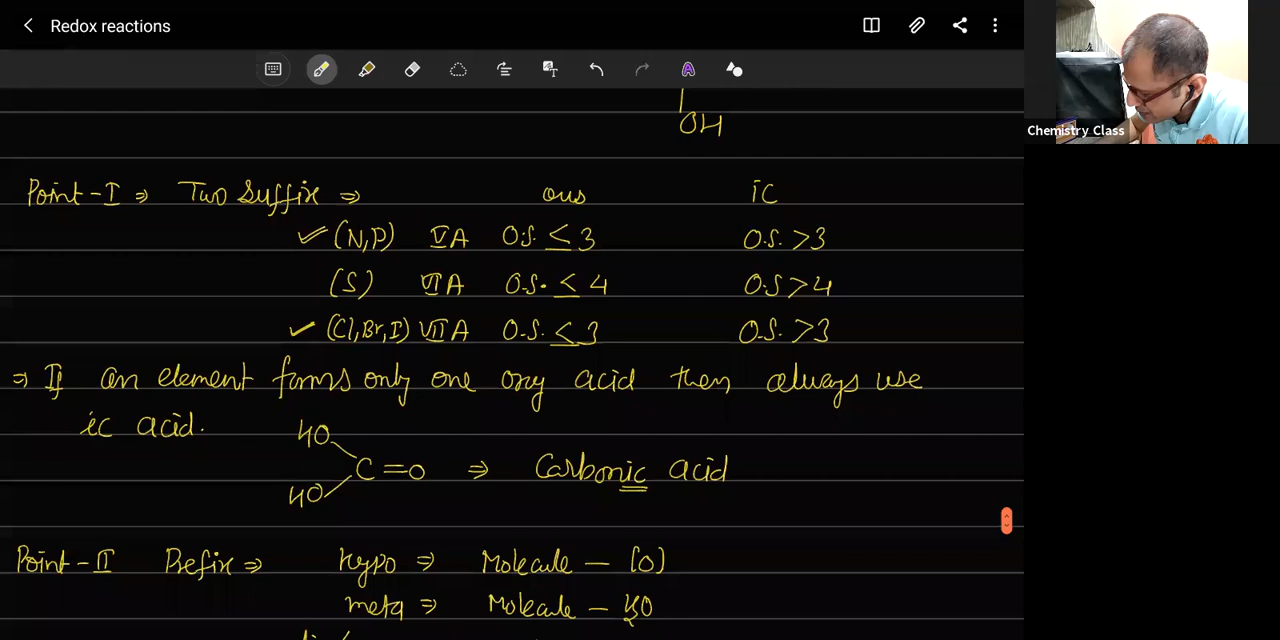 Redox reactions
Chemistry Class
OH
Point-I ⇒ Two Suffix ⇒ ous ic
(N,P) VA O.S. ≤ 3 O.S. > 3
(S) VIA O.S. ≤ 4 O.S > 4
(Cl,Br,I) VIIA O.S. ≤ 3 O.S. > 3
⇒ If an element forms only one oxy acid then always use
ic acid.
HO
C=O ⇒ Carbonic acid
HO
Point-II Prefix ⇒ hypo ⇒ Molecule - [O]
meta ⇒ Molecule - H₂O